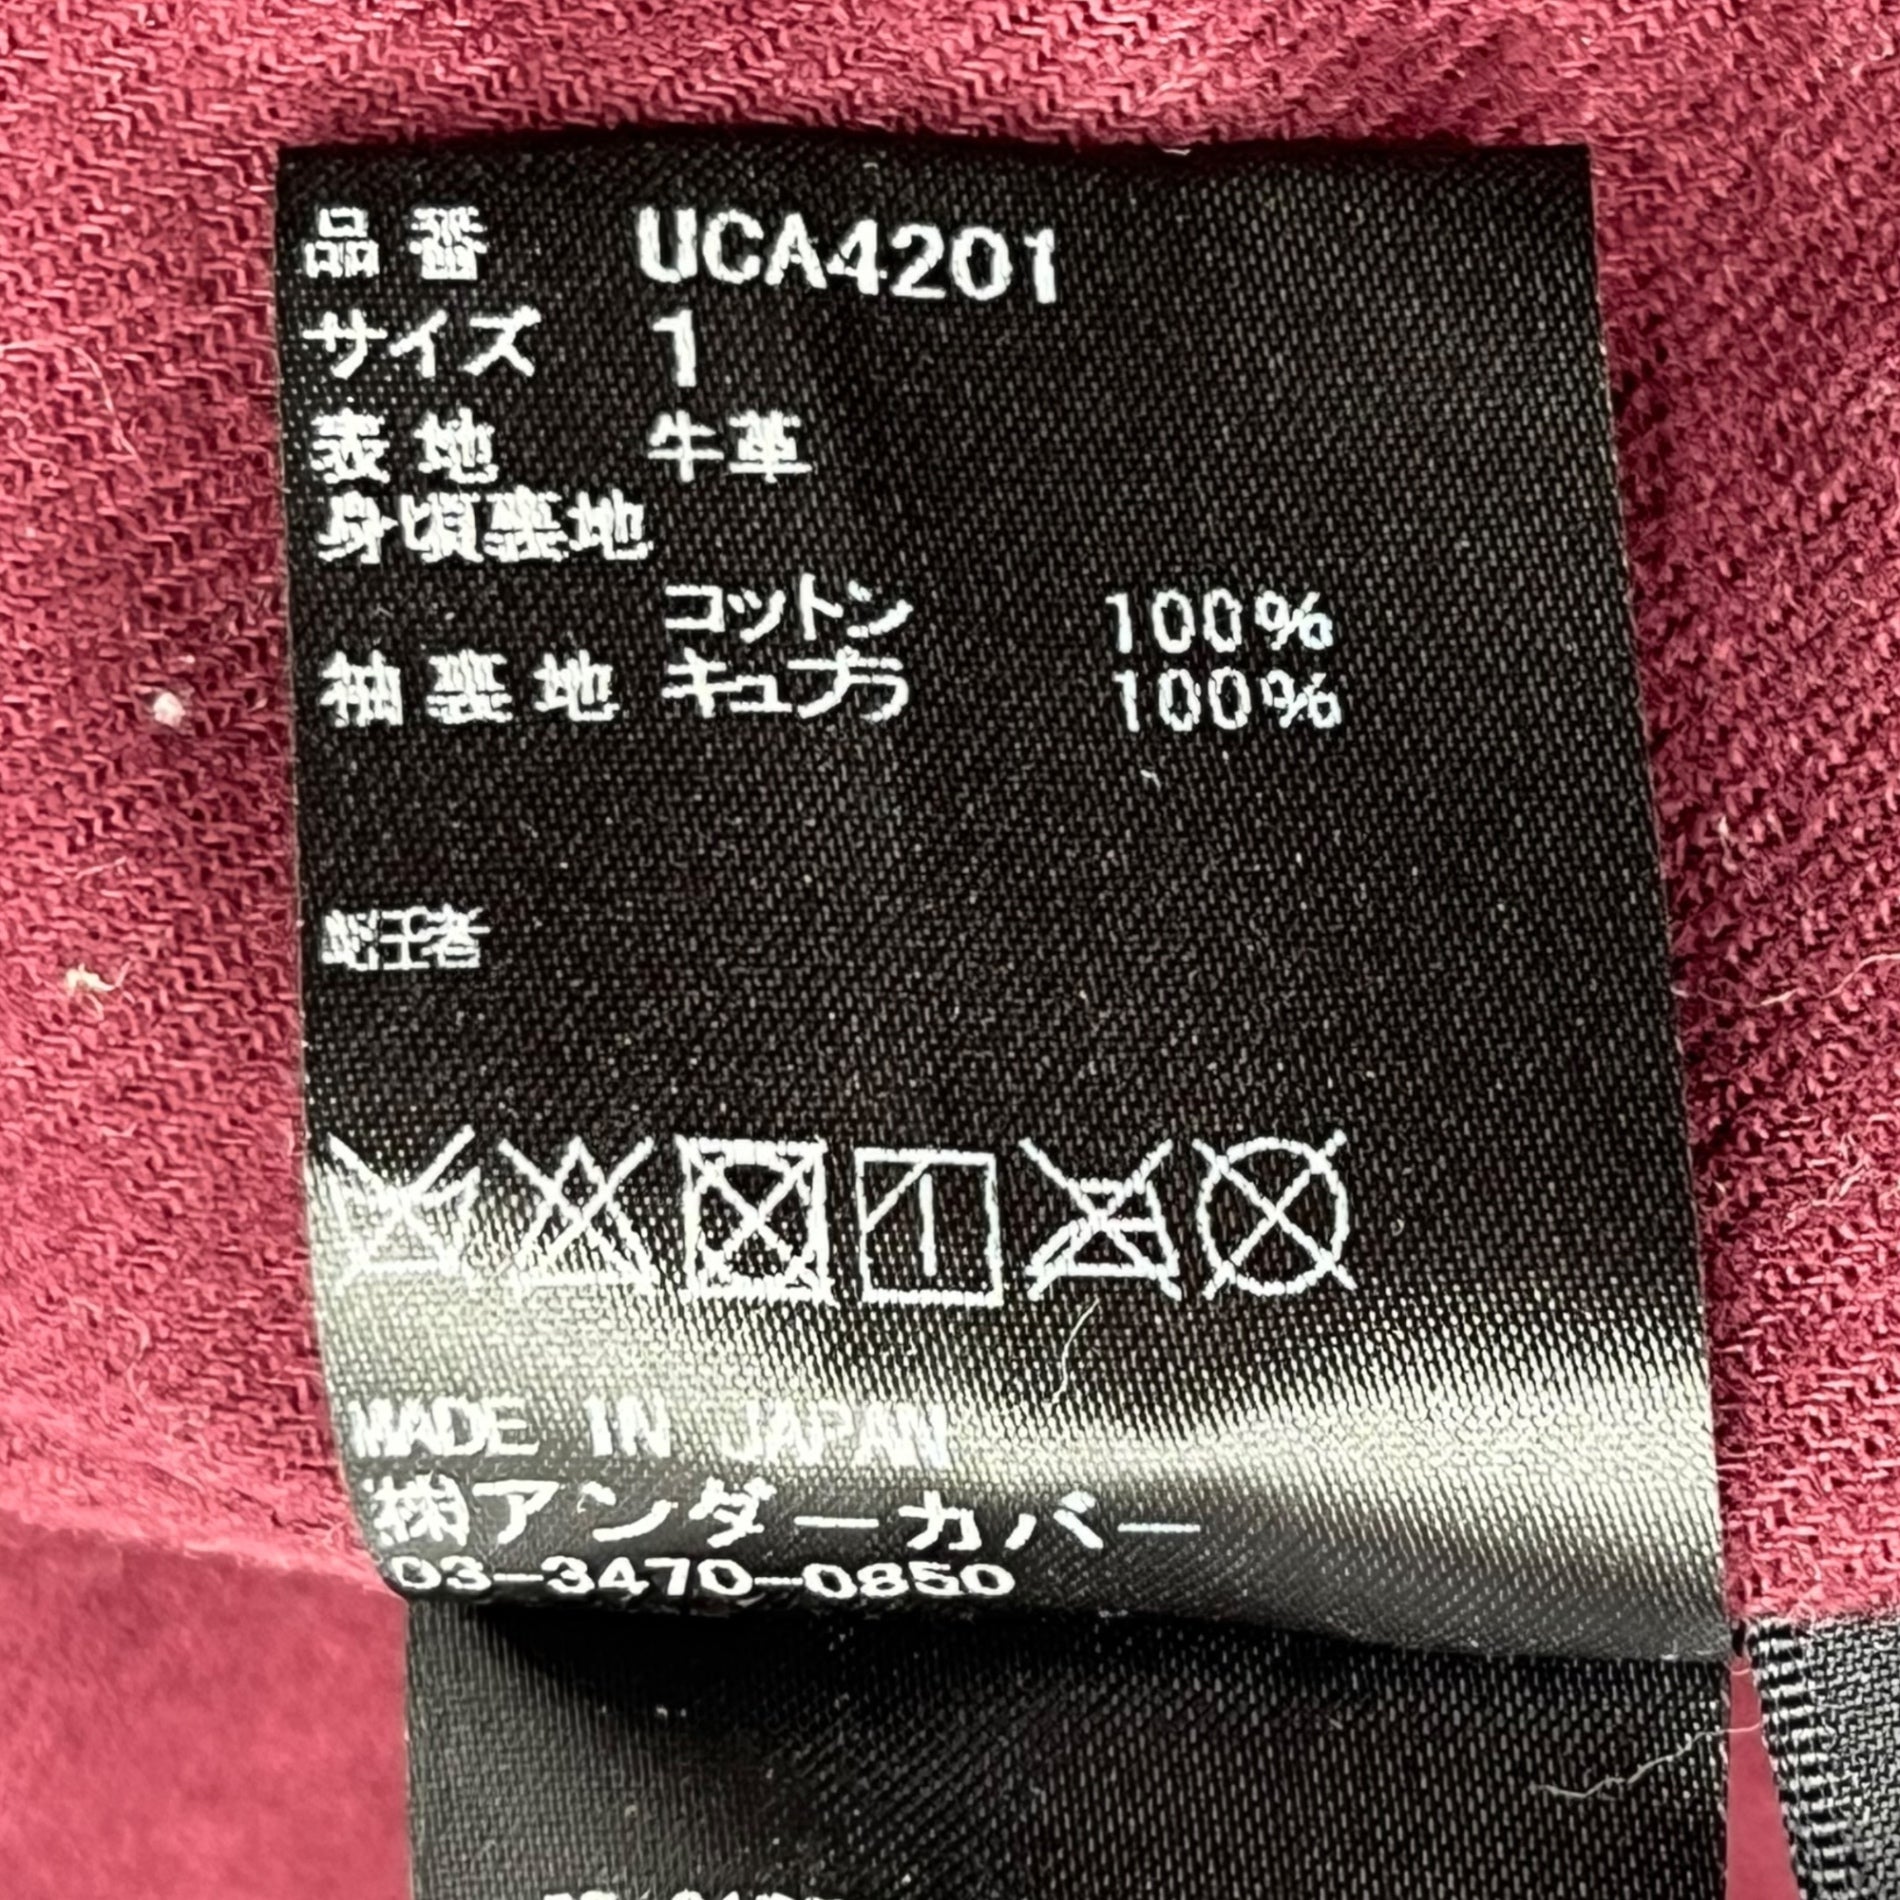 品番 UCA4201
サイズ 1
表地 牛革
身頃裏地
コットン 100%
袖裏地 キュプラ 100%
MADE IN JAPAN
㈱アンダーカバー
03-3470-0850